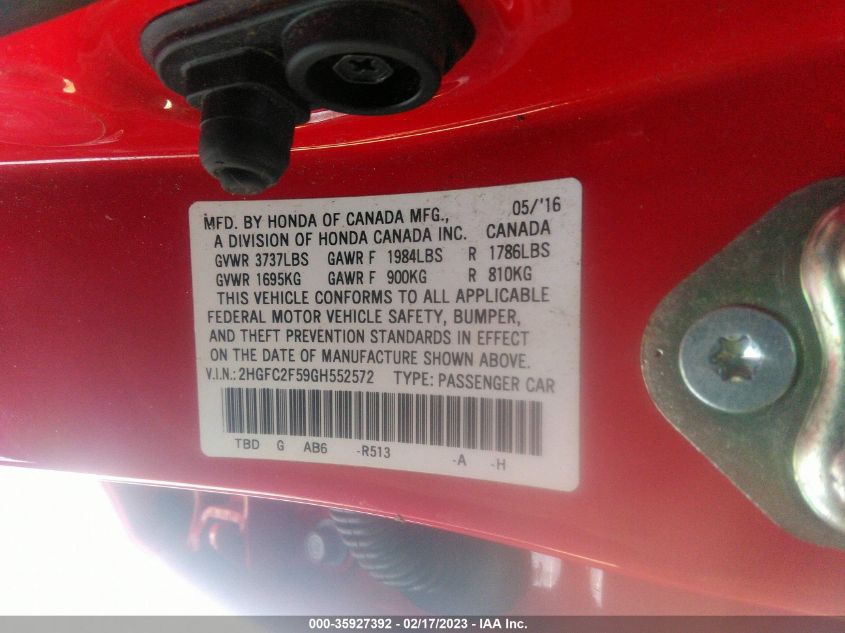 MFD. BY HONDA OF CANADA MFG., 05/'16
A DIVISION OF HONDA CANADA INC. CANADA
GVWR 3737LBS GAWR F 1984LBS R 1786LBS
GVWR 1695KG GAWR F 900KG R 810KG
THIS VEHICLE CONFORMS TO ALL APPLICABLE
FEDERAL MOTOR VEHICLE SAFETY, BUMPER,
AND THEFT PREVENTION STANDARDS IN EFFECT
ON THE DATE OF MANUFACTURE SHOWN ABOVE.
V.I.N.: 2HGFC2F59GH552572 TYPE: PASSENGER CAR
TBD G AB6 -R513 -A -H
000-35927392 - 02/17/2023 - IAA Inc.